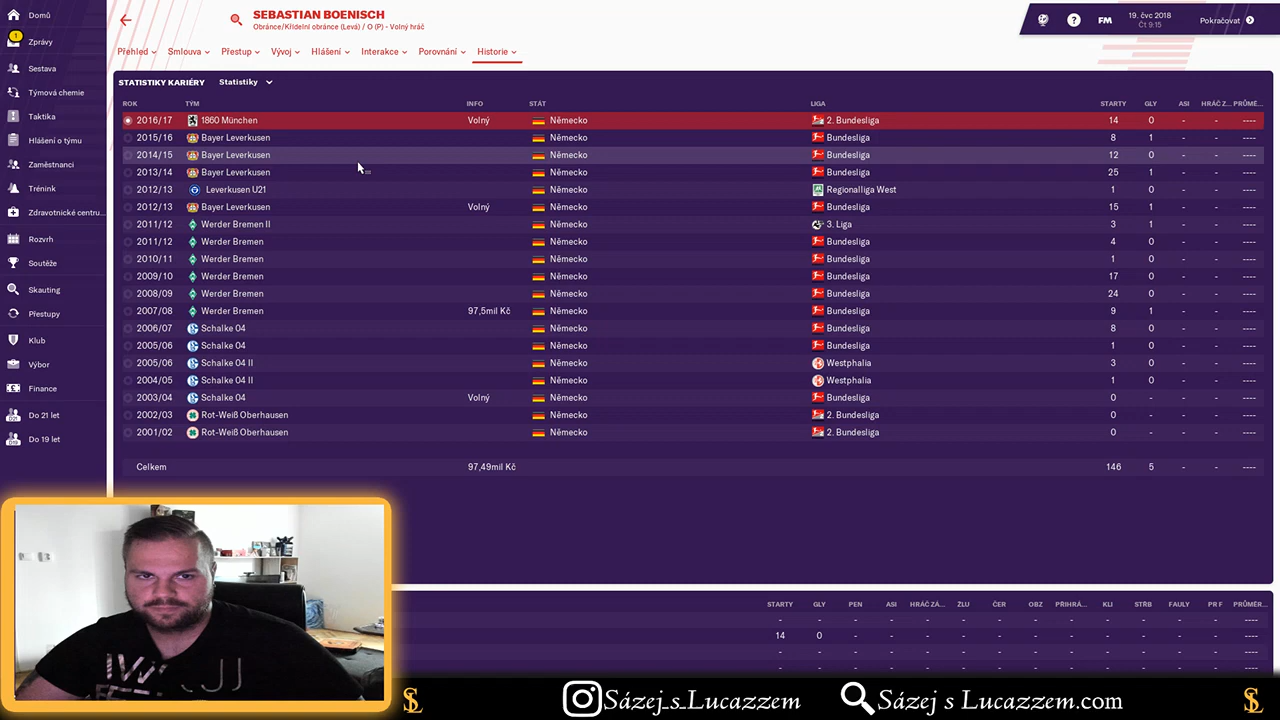 Domů
1
Zprávy
Sestava
Týmová chemie
Taktika
Hlášení o týmu
Zaměstnanci
Trénink
Zdravotnické centru...
Rozvrh
Soutěže
Skauting
Přestupy
Klub
Výbor
Finance
Do 21 let
Do 19 let
SEBASTIAN BOENISCH
Obránce/Křídelní obránce (Levá) / O (P) - Volný hráč
? FM 19. čvc 2018
Čt 9:15
Pokračovat
Přehled Smlouva Přestup Vývoj Hlášení Interakce Porovnání Historie
STATISTIKY KARIÉRY Statistiky
ROK TÝM INFO STÁT LIGA STARTY GLY ASI HRÁČ Z... PRŮMĚ...
2016/17 1860 München Volný Německo 2. Bundesliga 14 0 - - ----
2015/16 Bayer Leverkusen Německo Bundesliga 8 1 - - ----
2014/15 Bayer Leverkusen Německo Bundesliga 12 0 - - ----
2013/14 Bayer Leverkusen Německo Bundesliga 25 1 - - ----
2012/13 Leverkusen U21 Německo Regionalliga West 1 0 - - ----
2012/13 Bayer Leverkusen Volný Německo Bundesliga 15 1 - - ----
2011/12 Werder Bremen II Německo 3. Liga 3 1 - - ----
2011/12 Werder Bremen Německo Bundesliga 4 0 - - ----
2010/11 Werder Bremen Německo Bundesliga 1 0 - - ----
2009/10 Werder Bremen Německo Bundesliga 17 0 - - ----
2008/09 Werder Bremen Německo Bundesliga 24 0 - - ----
2007/08 Werder Bremen 97,5mil Kč Německo Bundesliga 9 1 - - ----
2006/07 Schalke 04 Německo Bundesliga 8 0 - - ----
2005/06 Schalke 04 Německo Bundesliga 1 0 - - ----
2005/06 Schalke 04 II Německo Westphalia 3 0 - - ----
2004/05 Schalke 04 II Německo Westphalia 1 0 - - ----
2003/04 Schalke 04 Volný Německo Bundesliga 0 - - - ----
2002/03 Rot-Weiß Oberhausen Německo 2. Bundesliga 0 - - - ----
2001/02 Rot-Weiß Oberhausen Německo 2. Bundesliga 0 - - - ----
Celkem 97,49mil Kč 146 5 - - ----
STARTY GLY PEN ASI HRÁČ ZÁ... ŽLU ČER OBZ PŘIHRÁ... KLI STŘB FAULY PR F PRŮMĚR...
- - - - - - - - - - - - - ----
14 0 - - - - - - - - - - - ----
- - - - - - - - - - - - - ----
Sázej_s_Lucazzem
Sázej s Lucazzem.com